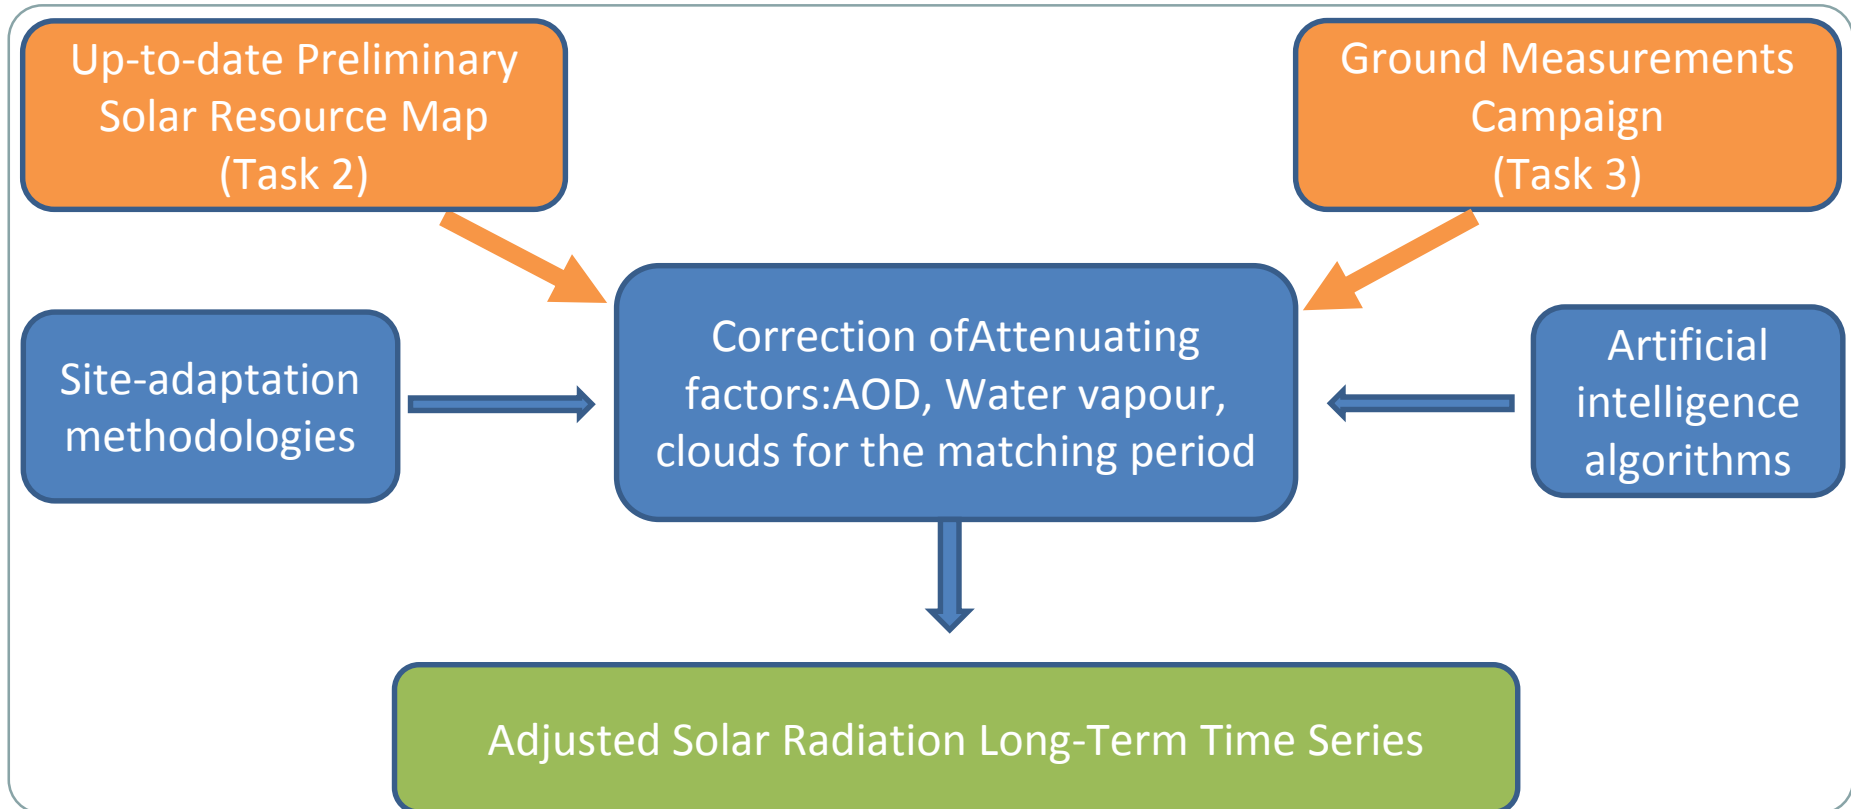 Up-to-date Preliminary
Solar Resource Map
(Task 2)
Ground Measurements
Campaign
(Task 3)
Site-adaptation
methodologies
Correction ofAttenuating
factors:AOD, Water vapour,
clouds for the matching period
Artificial
intelligence
algorithms
Adjusted Solar Radiation Long-Term Time Series